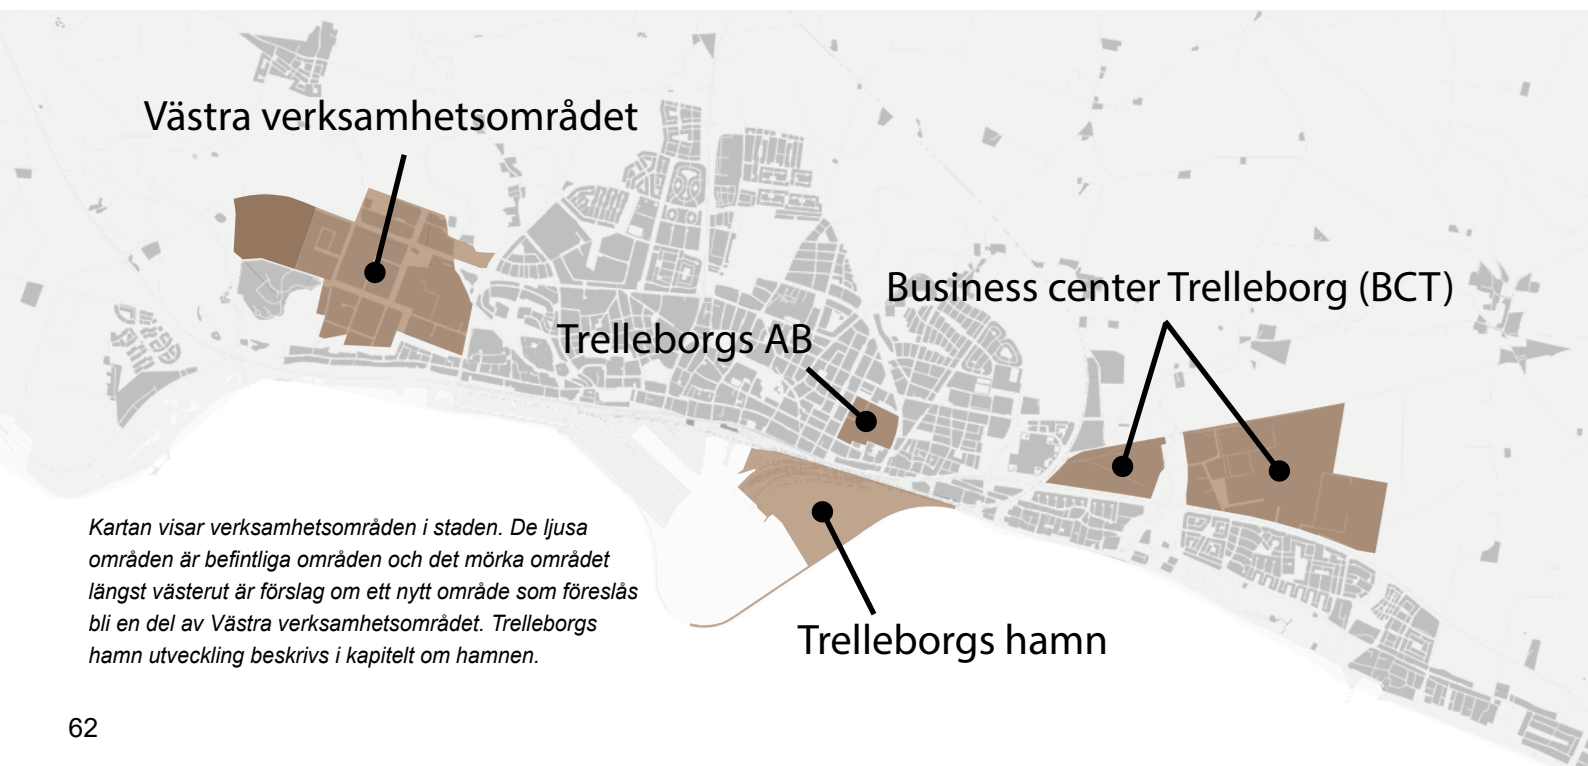 Västra verksamhetsområdet
Business center Trelleborg (BCT)
Trelleborgs AB
Kartan visar verksamhetsområden i staden. De ljusa
områden är befintliga områden och det mörka området
längst västerut är förslag om ett nytt område som föreslås
bli en del av Västra verksamhetsområdet. Trelleborgs
hamn utveckling beskrivs i kapitelt om hamnen.
Trelleborgs hamn
62